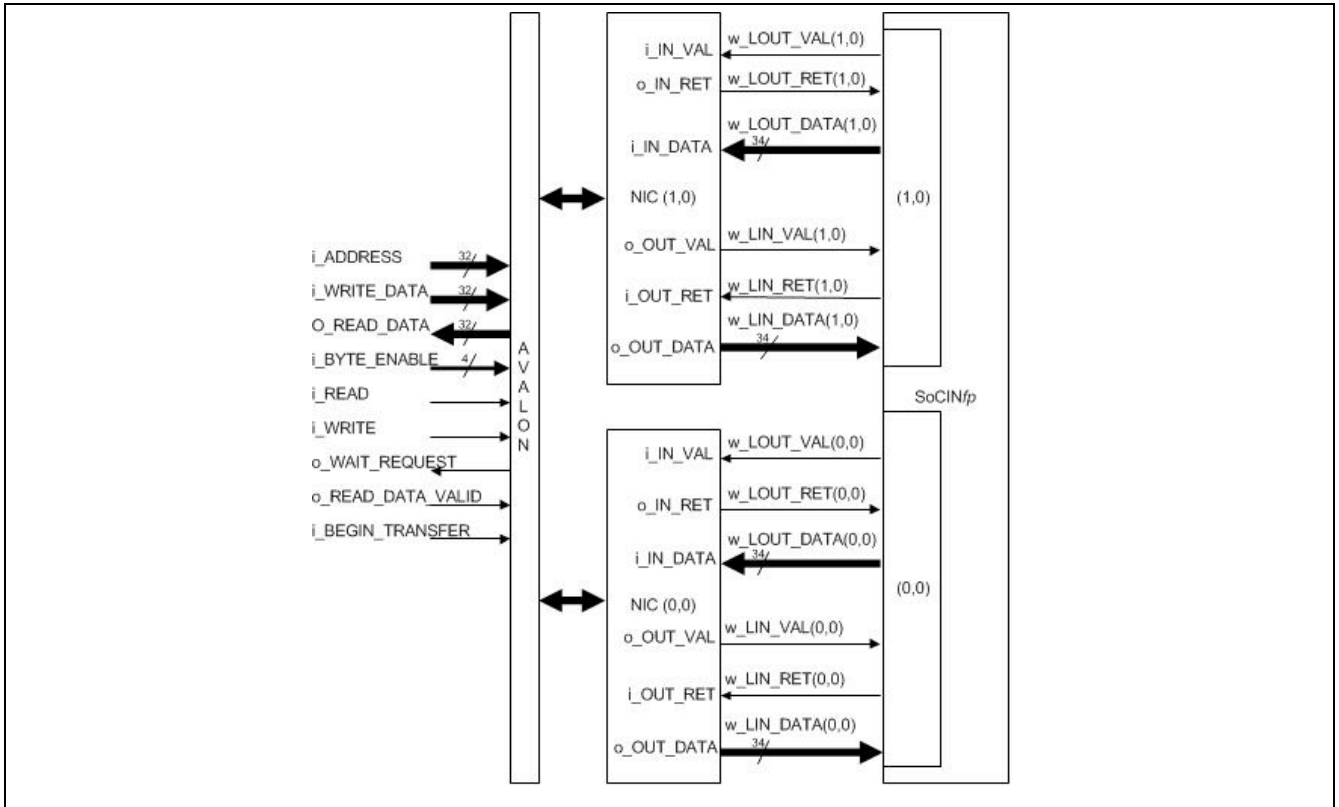 i_ADDRESS 32
i_WRITE_DATA 32
O_READ_DATA 32
i_BYTE_ENABLE 4
i_READ
i_WRITE
o_WAIT_REQUEST
o_READ_DATA_VALID
i_BEGIN_TRANSFER
AVALON
i_IN_VAL w_LOUT_VAL(1,0)
o_IN_RET w_LOUT_RET(1,0)
w_LOUT_DATA(1,0)
i_IN_DATA 34
NIC (1,0) (1,0)
o_OUT_VAL w_LIN_VAL(1,0)
i_OUT_RET w_LIN_RET(1,0)
w_LIN_DATA(1,0)
o_OUT_DATA 34
SoCINfp
i_IN_VAL w_LOUT_VAL(0,0)
o_IN_RET w_LOUT_RET(0,0)
w_LOUT_DATA(0,0)
i_IN_DATA 34
NIC (0,0) (0,0)
o_OUT_VAL w_LIN_VAL(0,0)
i_OUT_RET w_LIN_RET(0,0)
w_LIN_DATA(0,0)
o_OUT_DATA 34